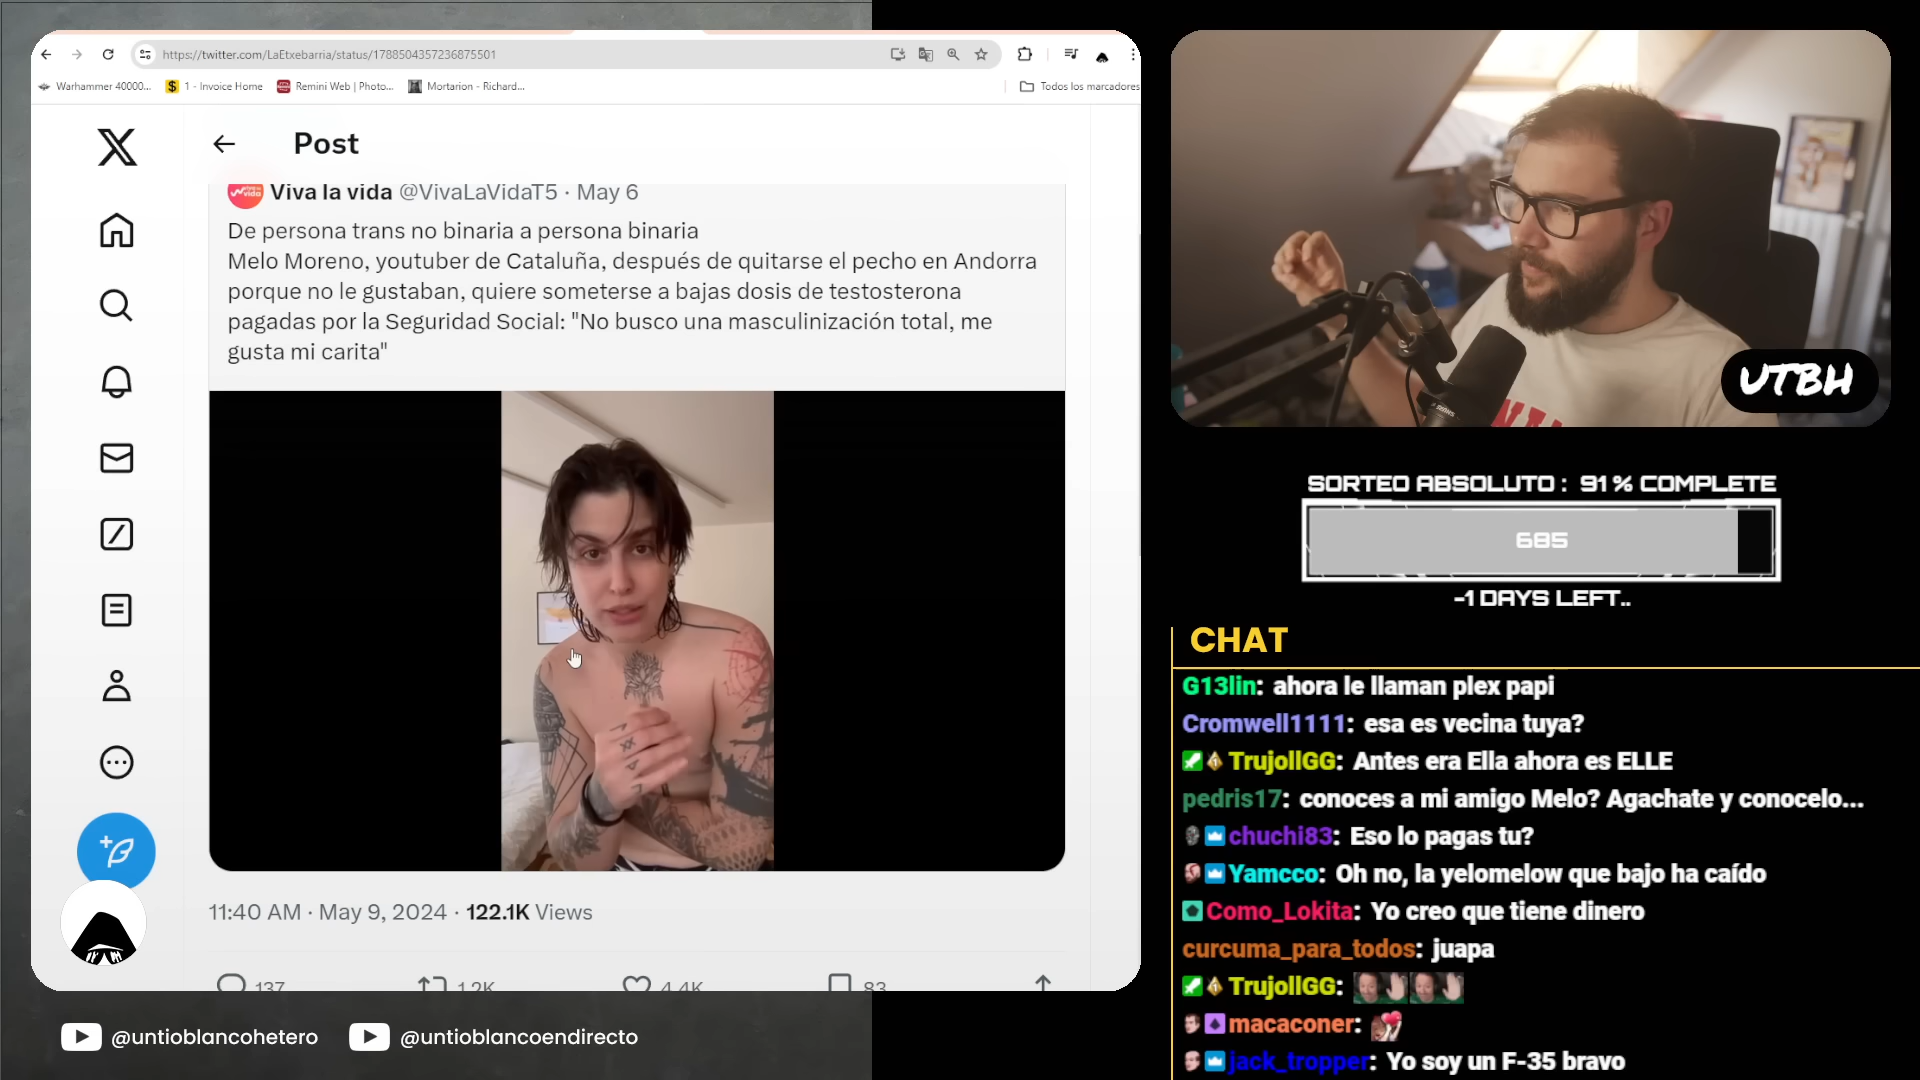 https://twitter.com/LaEtxebarria/status/1788504357236875501
Warhammer 40000... 1 - Invoice Home Remini Web | Photo... Mortarion - Richard... Todos los marcadores
Post
Viva la vida @VivaLaVidaT5 · May 6
De persona trans no binaria a persona binaria
Melo Moreno, youtuber de Cataluña, después de quitarse el pecho en Andorra
porque no le gustaban, quiere someterse a bajas dosis de testosterona
pagadas por la Seguridad Social: "No busco una masculinización total, me
gusta mi carita"
11:40 AM · May 9, 2024 · 122.1K Views
137 1.2K 4.4K 83
@untioblancohetero @untioblancoendirecto
UTBH
SORTEO ABSOLUTO : 91 % COMPLETE
685
-1 DAYS LEFT..
CHAT
G13lin: ahora le llaman plex papi
Cromwell1111: esa es vecina tuya?
TrujollGG: Antes era Ella ahora es ELLE
pedris17: conoces a mi amigo Melo? Agachate y conocelo...
chuchi83: Eso lo pagas tu?
Yamcco: Oh no, la yelomelow que bajo ha caído
Como_Lokita: Yo creo que tiene dinero
curcuma_para_todos: juapa
TrujollGG:
macaconer:
jack_tropper: Yo soy un F-35 bravo